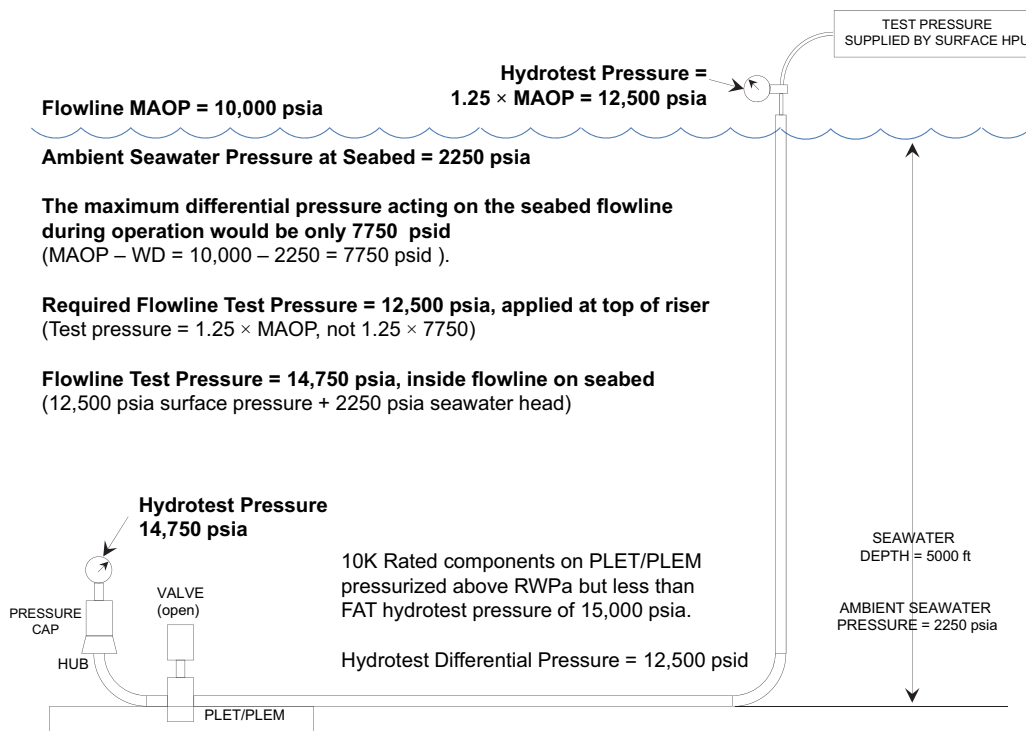 TEST PRESSURE
SUPPLIED BY SURFACE HPU
Hydrotest Pressure =
1.25 × MAOP = 12,500 psia
Flowline MAOP = 10,000 psia
Ambient Seawater Pressure at Seabed = 2250 psia
The maximum differential pressure acting on the seabed flowline
during operation would be only 7750 psid
(MAOP – WD = 10,000 – 2250 = 7750 psid ).
Required Flowline Test Pressure = 12,500 psia, applied at top of riser
(Test pressure = 1.25 × MAOP, not 1.25 × 7750)
Flowline Test Pressure = 14,750 psia, inside flowline on seabed
(12,500 psia surface pressure + 2250 psia seawater head)
Hydrotest Pressure
14,750 psia
10K Rated components on PLET/PLEM
pressurized above RWPa but less than
FAT hydrotest pressure of 15,000 psia.
Hydrotest Differential Pressure = 12,500 psid
SEAWATER
DEPTH = 5000 ft
AMBIENT SEAWATER
PRESSURE = 2250 psia
VALVE
(open)
PRESSURE
CAP
HUB
PLET/PLEM